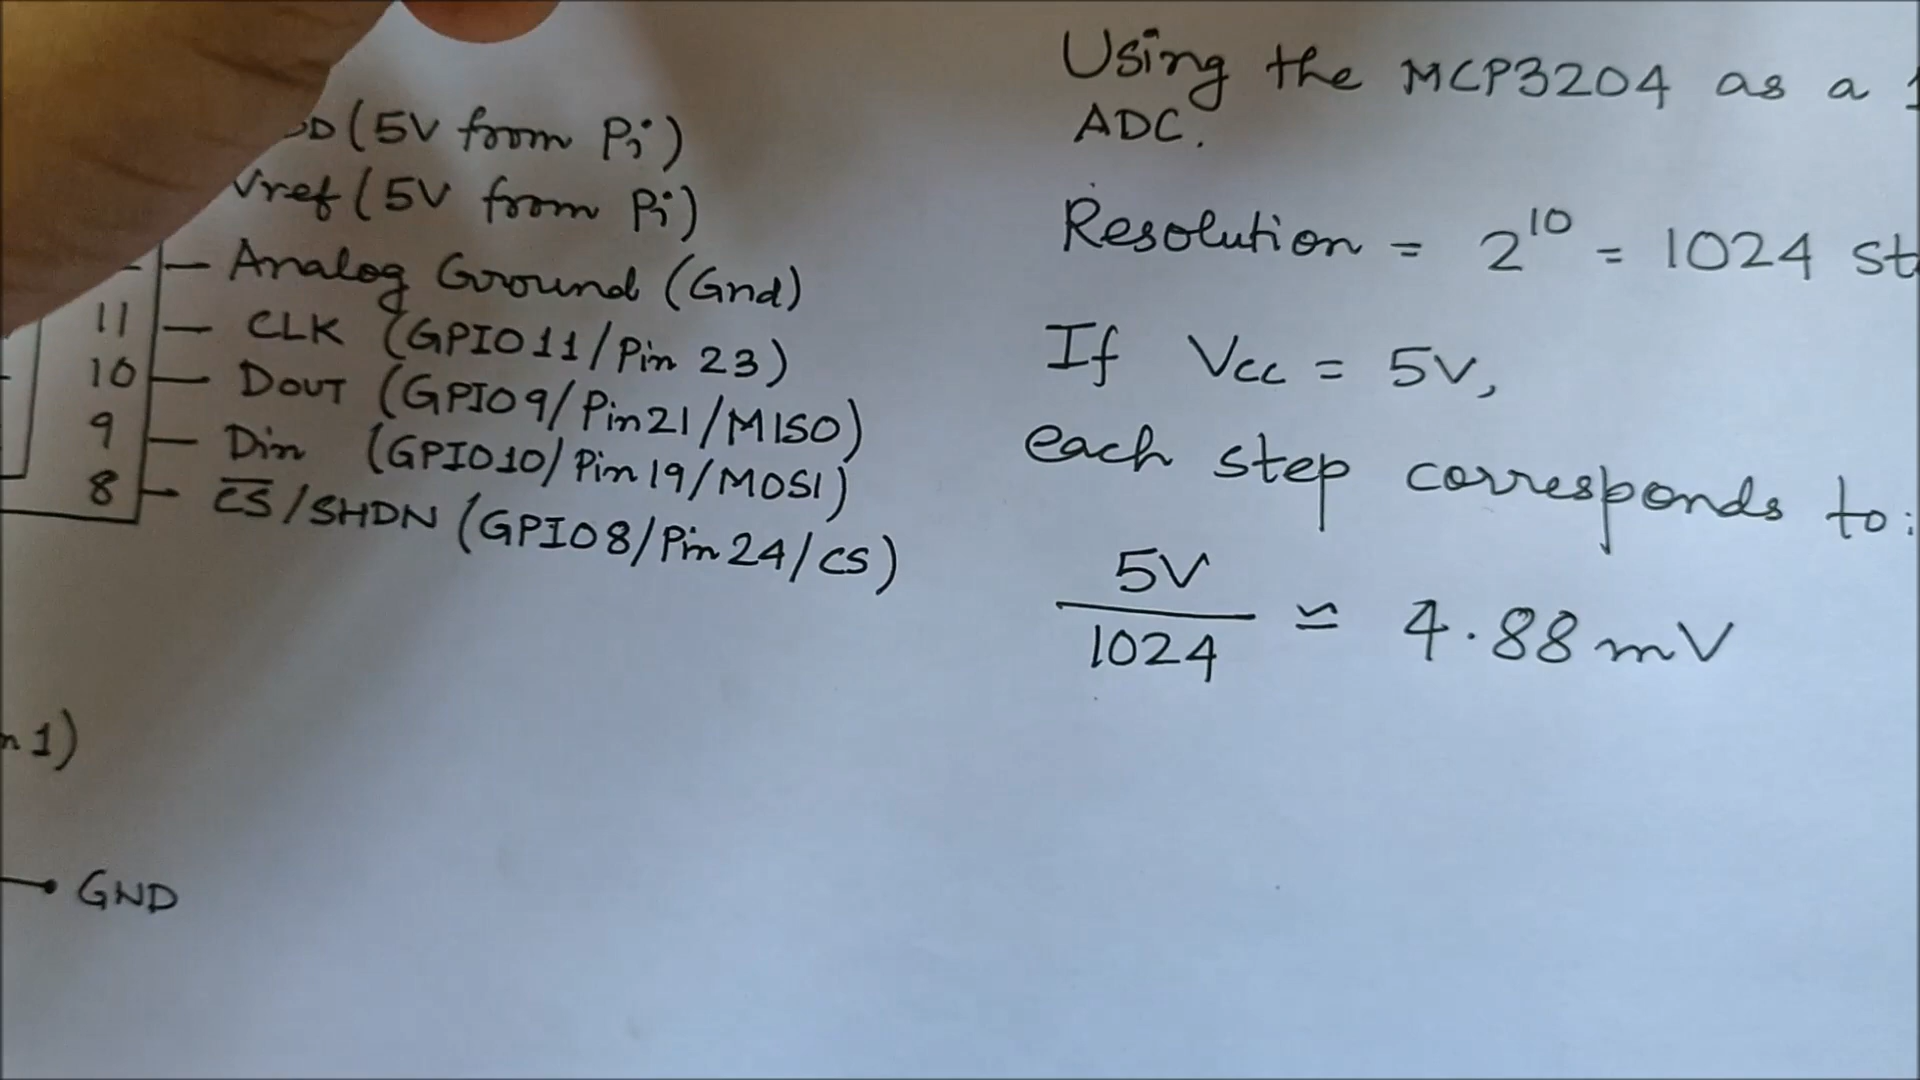 DD (5V from Pi)
Vref (5V from Pi)
Analog Ground (Gnd)
11 CLK (GPIO11/Pin 23)
10 DOUT (GPIO9/Pin21/MISO)
9 Din (GPIO10/Pin19/MOSI)
8 C̅S̅/SHDN (GPIO8/Pin24/CS)
n 1)
GND
Using the MCP3204 as a 1
ADC.
Resolution = 2^10 = 1024 st
If Vcc = 5V,
each step corresponds to:
5V
1024
≃ 4.88 mV